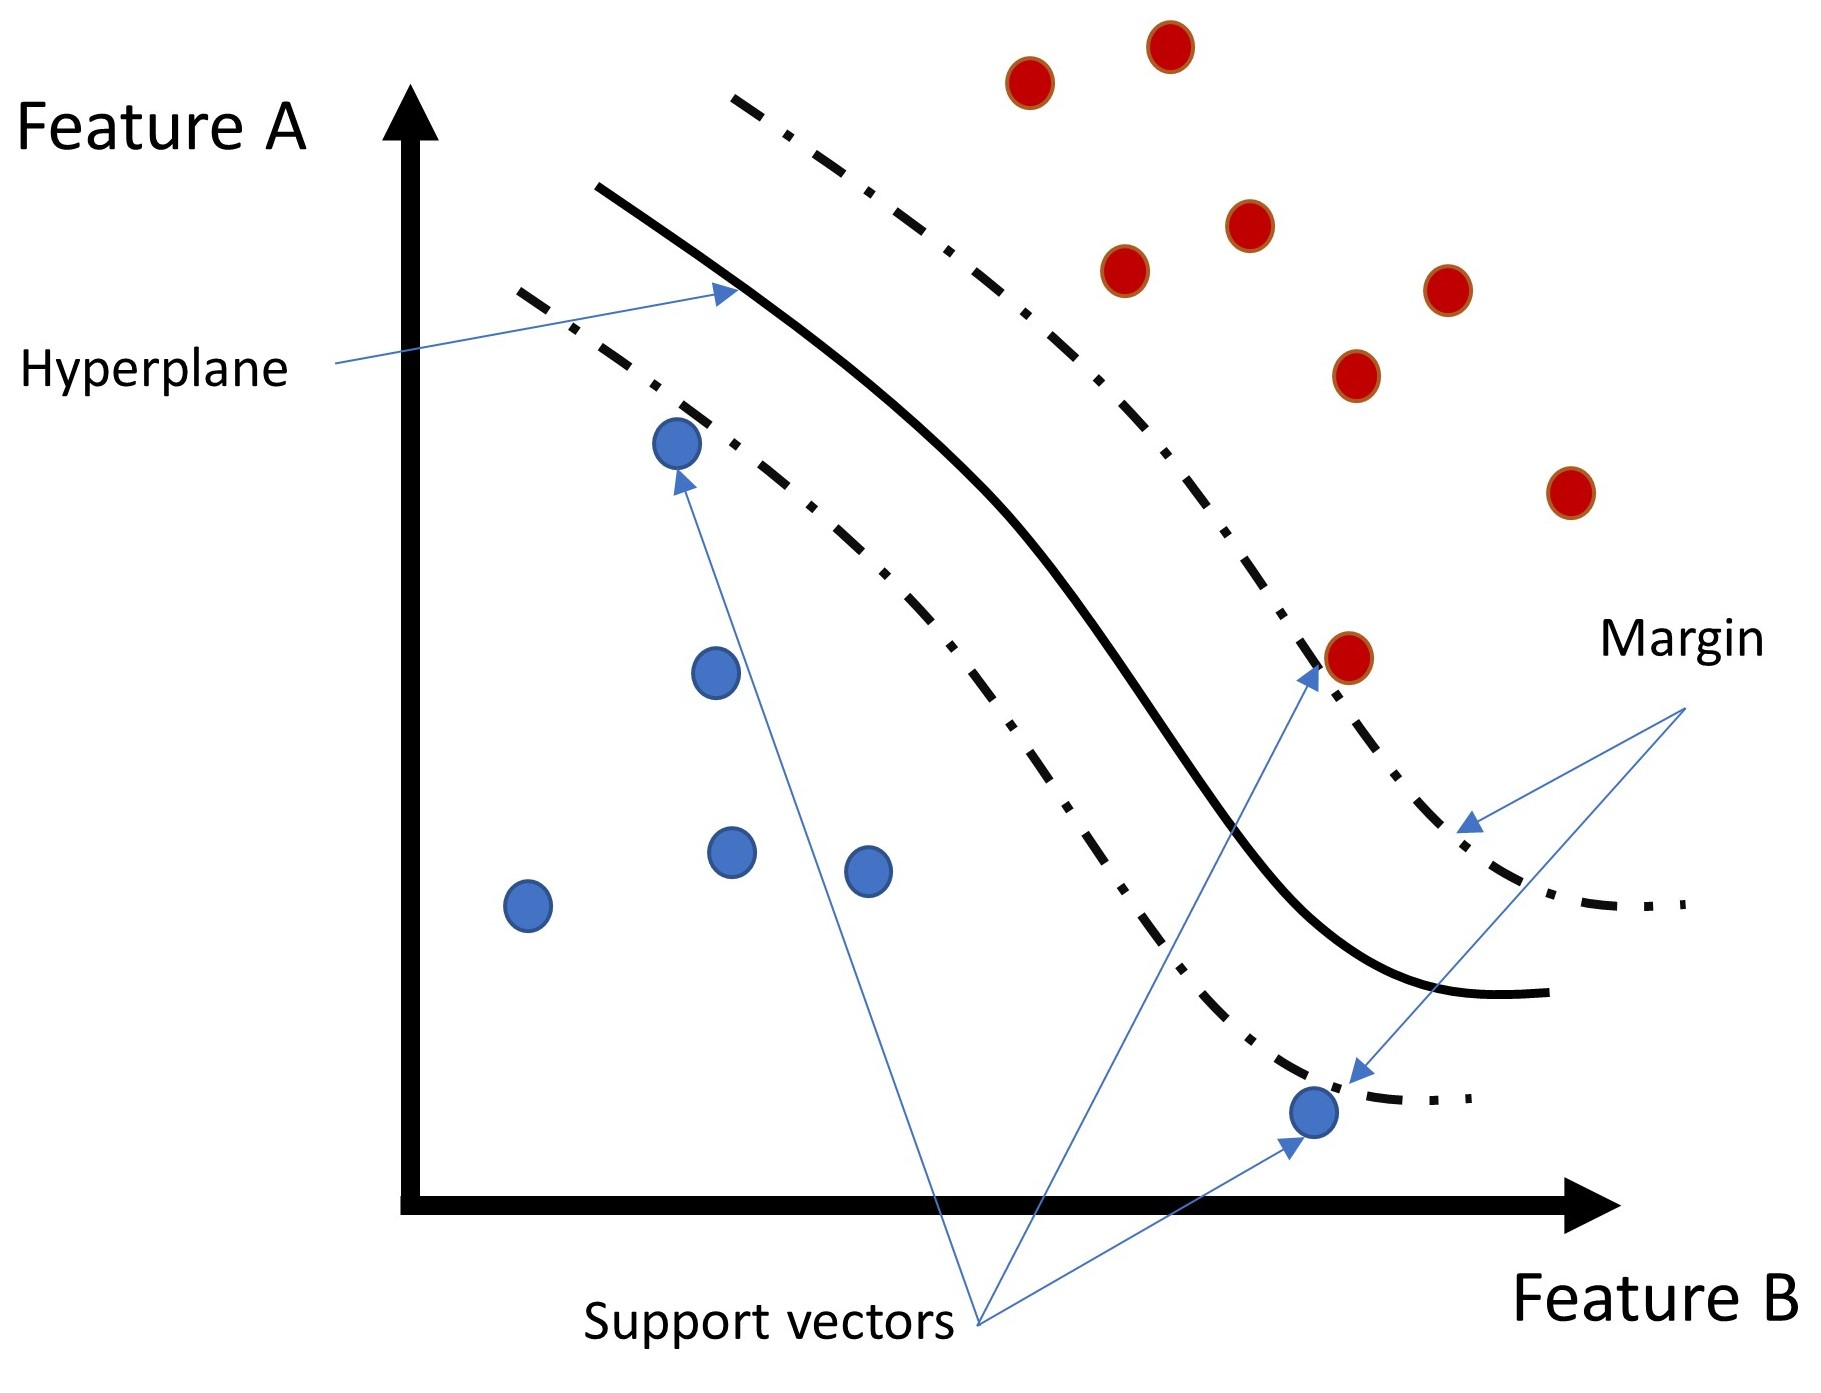 Feature A
Hyperplane
Margin
Support vectors
Feature B